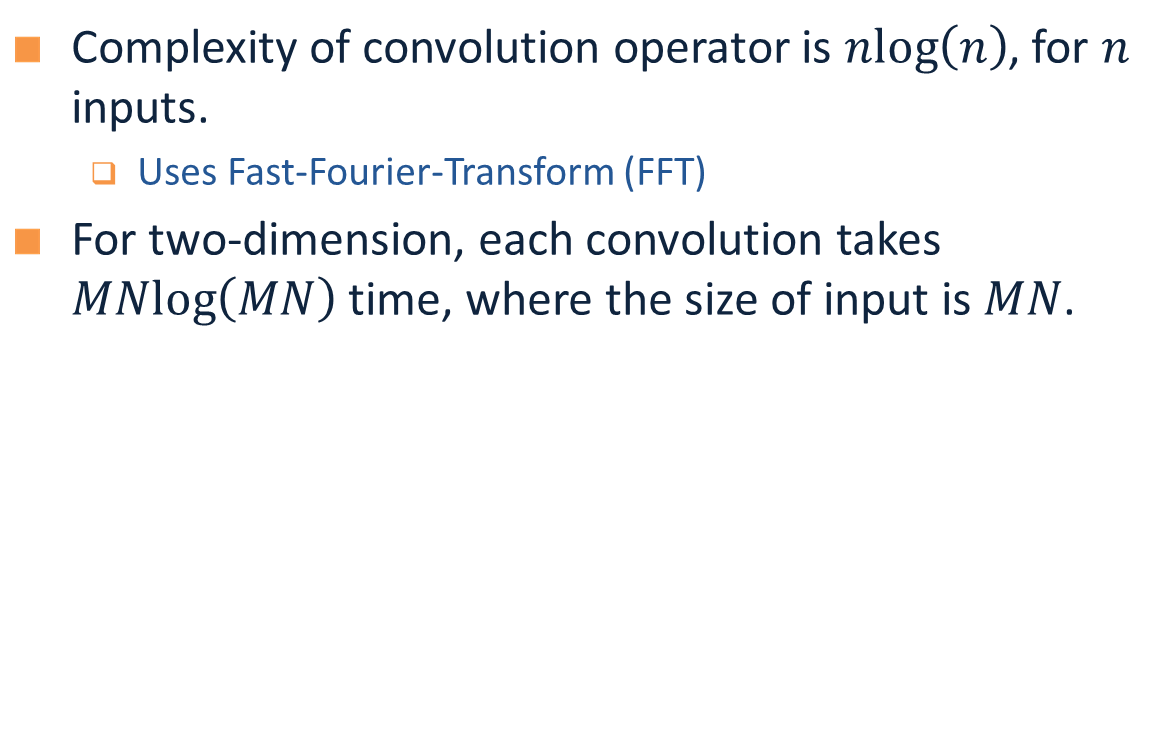 Complexity of convolution operator is nlog(n), for n
inputs.
Uses Fast-Fourier-Transform (FFT)
For two-dimension, each convolution takes
MNlog(MN) time, where the size of input is MN.